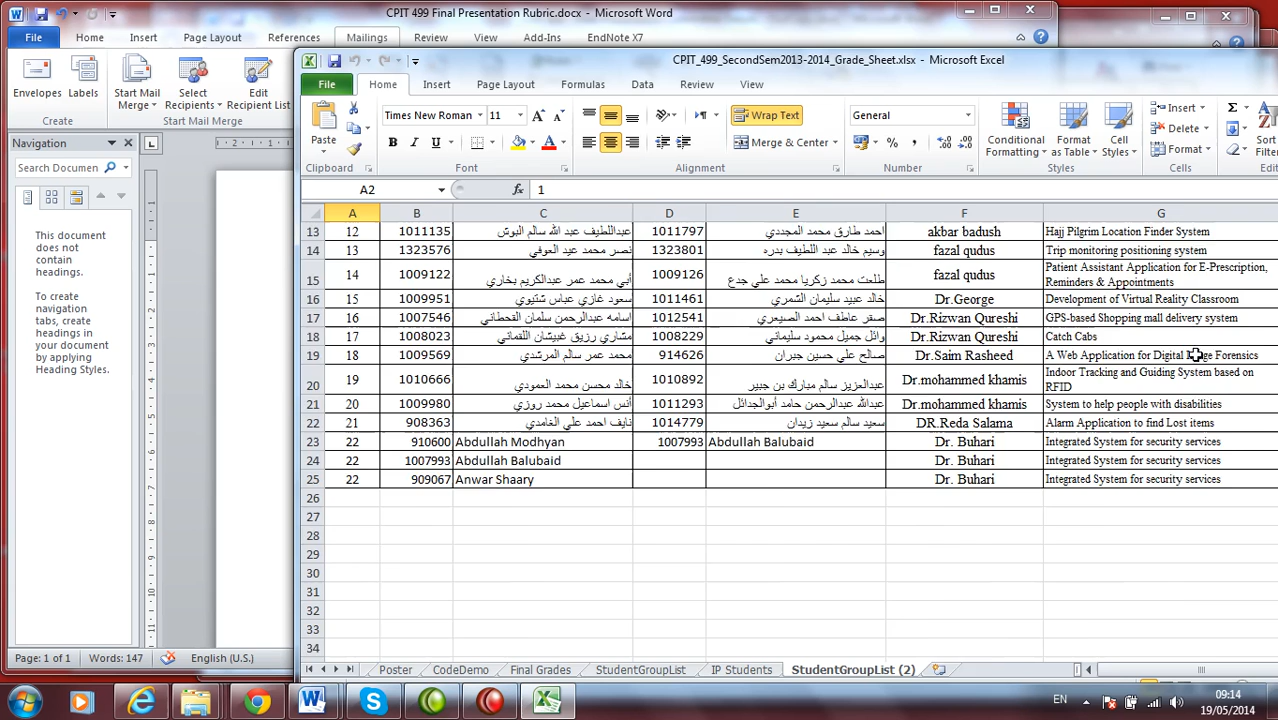 CPIT 499 Final Presentation Rubric.docx - Microsoft Word
File Home Insert Page Layout References Mailings Review View Add-Ins EndNote X7
Envelopes Labels Start Mail Merge Select Recipients Edit Recipient List
Create Start Mail Merge
Navigation
Search Documen
This document does not contain headings.
To create navigation tabs, create headings in your document by applying Heading Styles.
Page: 1 of 1 Words: 147 English (U.S.)
CPIT_499_SecondSem2013-2014_Grade_Sheet.xlsx - Microsoft Excel
File Home Insert Page Layout Formulas Data Review View
Paste Times New Roman 11 B I U Wrap Text Merge & Center General % , Conditional Formatting Format as Table Cell Styles Insert Delete Format
Clipboard Font Alignment Number Styles Cells
A2 fx 1
A B C D E F G
13 12 1011135 عبداللطيف عبد الله سالم البوش 1011797 احمد طارق محمد المجددي akbar badush Hajj Pilgrim Location Finder System
14 13 1323576 نصر محمد عيد العوفي 1323801 وسيم خالد عبد اللطيف بدره fazal qudus Trip monitoring positioning system
15 14 1009122 أبي محمد عمر عبدالكريم بخاري 1009126 طلعت محمد زكريا محمد علي جدع fazal qudus Patient Assistant Application for E-Prescription, Reminders & Appointments
16 15 1009951 سعود غازي عباس شتيوي 1011461 خالد عبيد سليمان الشمري Dr.George Development of Virtual Reality Classroom
17 16 1007546 اسامه عبدالرحمن سلمان القحطاني 1012541 صقر عاطف احمد الصيعري Dr.Rizwan Qureshi GPS-based Shopping mall delivery system
18 17 1008023 مشاري رزيق غبيشان اللقماني 1008229 وائل جميل محمود سليماني Dr.Rizwan Qureshi Catch Cabs
19 18 1009569 محمد عمر سالم المرشدي 914626 صالح علي حسين جبران Dr.Saim Rasheed A Web Application for Digital Forensics
20 19 1010666 خالد محسن محمد العمودي 1010892 عبدالعزيز سالم مبارك بن جبير Dr.mohammed khamis Indoor Tracking and Guiding System based on RFID
21 20 1009980 أنس اسماعيل محمد روزي 1011293 عبدالله عبدالرحمن حامد أبوالجدائل Dr.mohammed khamis System to help people with disabilities
22 21 908363 نايف احمد علي الغامدي 1014779 سعيد سالم سعيد زيدان DR.Reda Salama Alarm Application to find Lost items
23 22 910600 Abdullah Modhyan 1007993 Abdullah Balubaid Dr. Buhari Integrated System for security services
24 22 1007993 Abdullah Balubaid Dr. Buhari Integrated System for security services
25 22 909067 Anwar Shaary Dr. Buhari Integrated System for security services
26
27
28
29
30
31
32
33
34
Poster CodeDemo Final Grades StudentGroupList IP Students StudentGroupList (2)
EN 09:14
19/05/2014